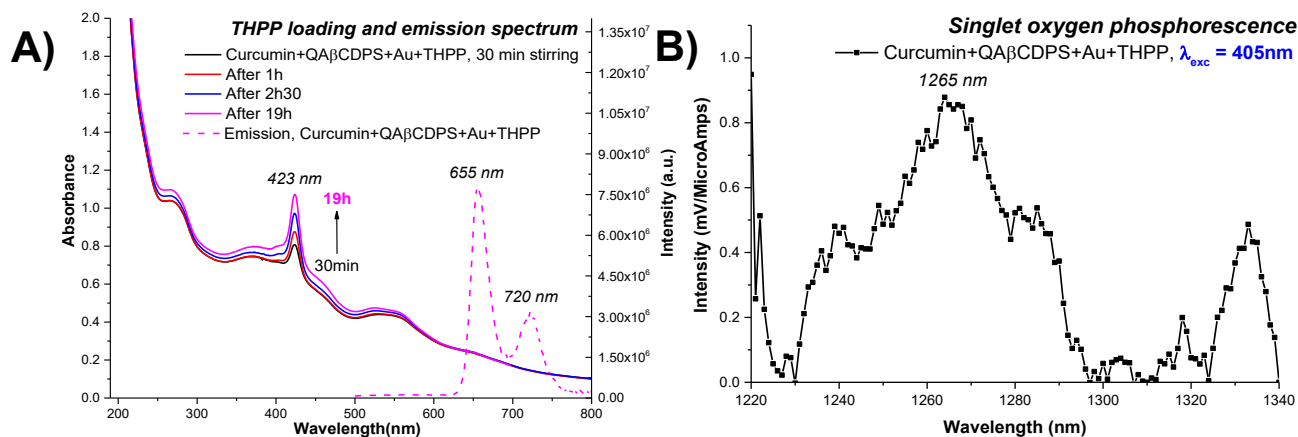 A)
THPP loading and emission spectrum
Curcumin+QAβCDPS+Au+THPP, 30 min stirring
After 1h
After 2h30
After 19h
Emission, Curcumin+QAβCDPS+Au+THPP
423 nm
19h
30min
655 nm
720 nm
2.0
1.8
1.6
1.4
1.2
1.0
0.8
0.6
0.4
0.2
0.0
Absorbance
200 300 400 500 600 700 800
Wavelength(nm)
1.35x10⁷
1.20x10⁷
1.05x10⁷
9.00x10⁶
7.50x10⁶
6.00x10⁶
4.50x10⁶
3.00x10⁶
1.50x10⁶
0.00
Intensity (a.u.)
B)
Singlet oxygen phosphorescence
Curcumin+QAβCDPS+Au+THPP, λexc = 405nm
1265 nm
1.0
0.8
0.6
0.4
0.2
0.0
Intensity (mV/MicroAmps)
1220 1240 1260 1280 1300 1320 1340
Wavelength (nm)